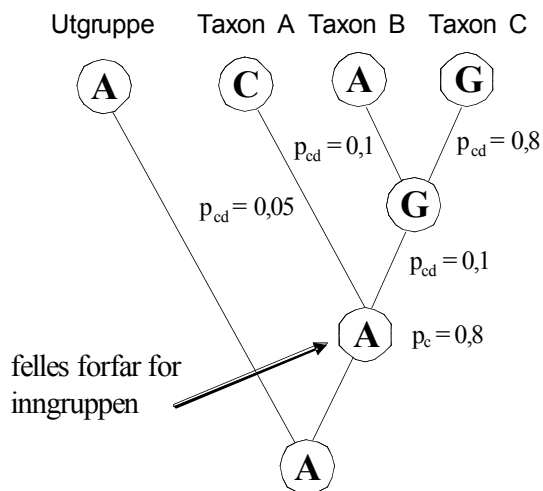 Utgruppe Taxon A Taxon B Taxon C
A C A G
p_cd = 0,1 p_cd = 0,8
p_cd = 0,05
G
p_cd = 0,1
A p_c = 0,8
felles forfar for
inngruppen
A